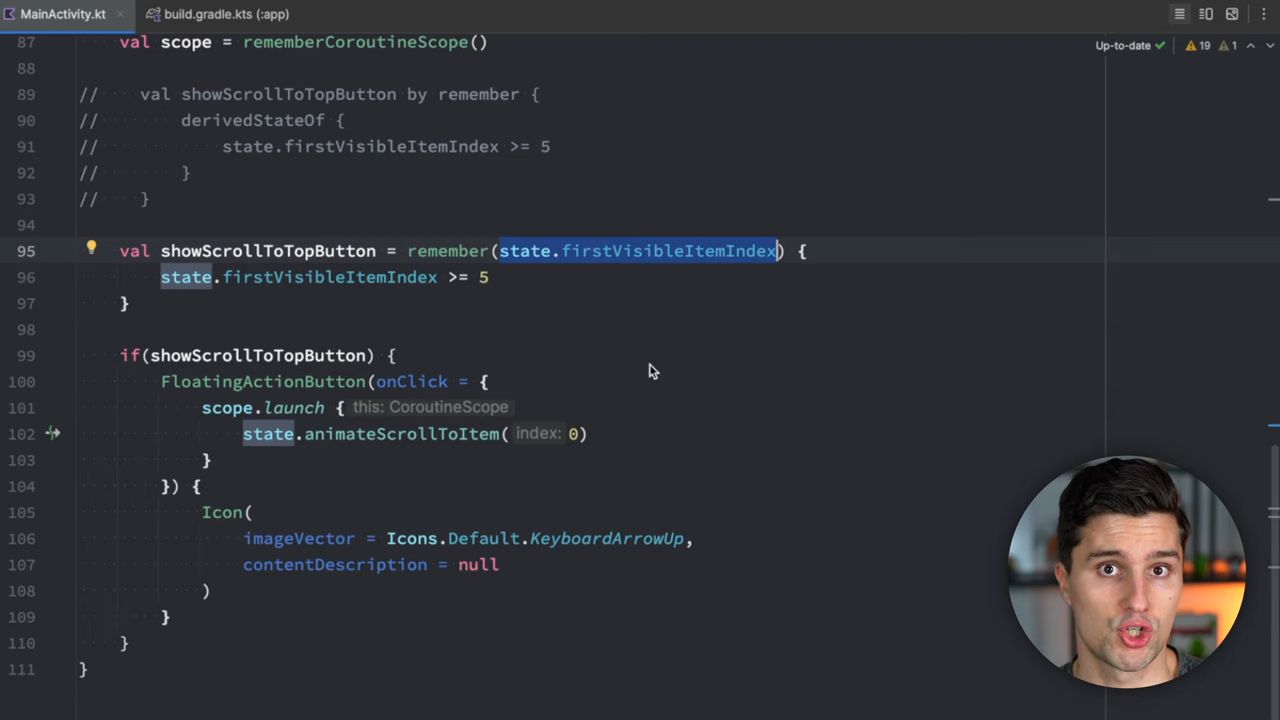 MainActivity.kt
build.gradle.kts (:app)
87 val scope = rememberCoroutineScope()
Up-to-date 19 1
88
89 // val showScrollToTopButton by remember {
90 // derivedStateOf {
91 // state.firstVisibleItemIndex >= 5
92 // }
93 // }
94
95 val showScrollToTopButton = remember(state.firstVisibleItemIndex) {
96 state.firstVisibleItemIndex >= 5
97 }
98
99 if(showScrollToTopButton) {
100 FloatingActionButton(onClick = {
101 scope.launch { this: CoroutineScope
102 state.animateScrollToItem( index: 0)
103 }
104 }) {
105 Icon(
106 imageVector = Icons.Default.KeyboardArrowUp,
107 contentDescription = null
108 )
109 }
110 }
111 }